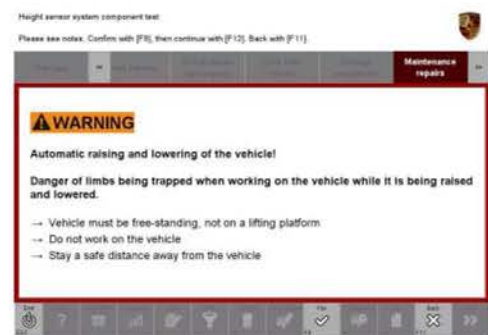 Height sensor system component test
Please see notes. Confirm with [F8], then continue with [F12]. Back with [F11].
Maintenance
repairs
WARNING
Automatic raising and lowering of the vehicle!
Danger of limbs being trapped when working on the vehicle while it is being raised
and lowered.
→ Vehicle must be free-standing, not on a lifting platform
→ Do not work on the vehicle
→ Stay a safe distance away from the vehicle